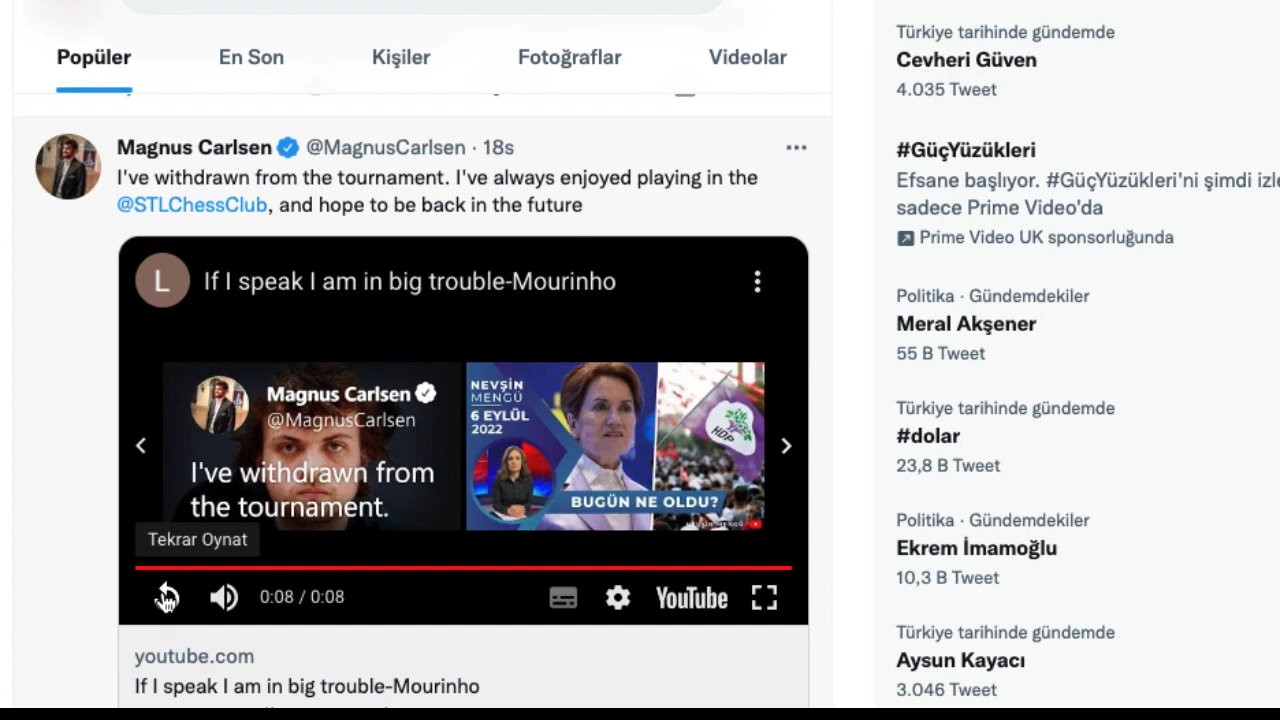 Popüler
En Son
Kişiler
Fotoğraflar
Videolar
Magnus Carlsen @MagnusCarlsen · 18s
I've withdrawn from the tournament. I've always enjoyed playing in the
@STLChessClub, and hope to be back in the future
L
If I speak I am in big trouble-Mourinho
Magnus Carlsen
@MagnusCarlsen
I've withdrawn from
the tournament.
NEVŞİN
MENGÜ
6 EYLÜL
2022
HDP
BUGÜN NE OLDU?
NEVŞİN MENGÜ
Tekrar Oynat
0:08 / 0:08
YouTube
youtube.com
If I speak I am in big trouble-Mourinho
Türkiye tarihinde gündemde
Cevheri Güven
4.035 Tweet
#GüçYüzükleri
Efsane başlıyor. #GüçYüzükleri'ni şimdi izle
sadece Prime Video'da
Prime Video UK sponsorluğunda
Politika · Gündemdekiler
Meral Akşener
55 B Tweet
Türkiye tarihinde gündemde
#dolar
23,8 B Tweet
Politika · Gündemdekiler
Ekrem İmamoğlu
10,3 B Tweet
Türkiye tarihinde gündemde
Aysun Kayacı
3.046 Tweet